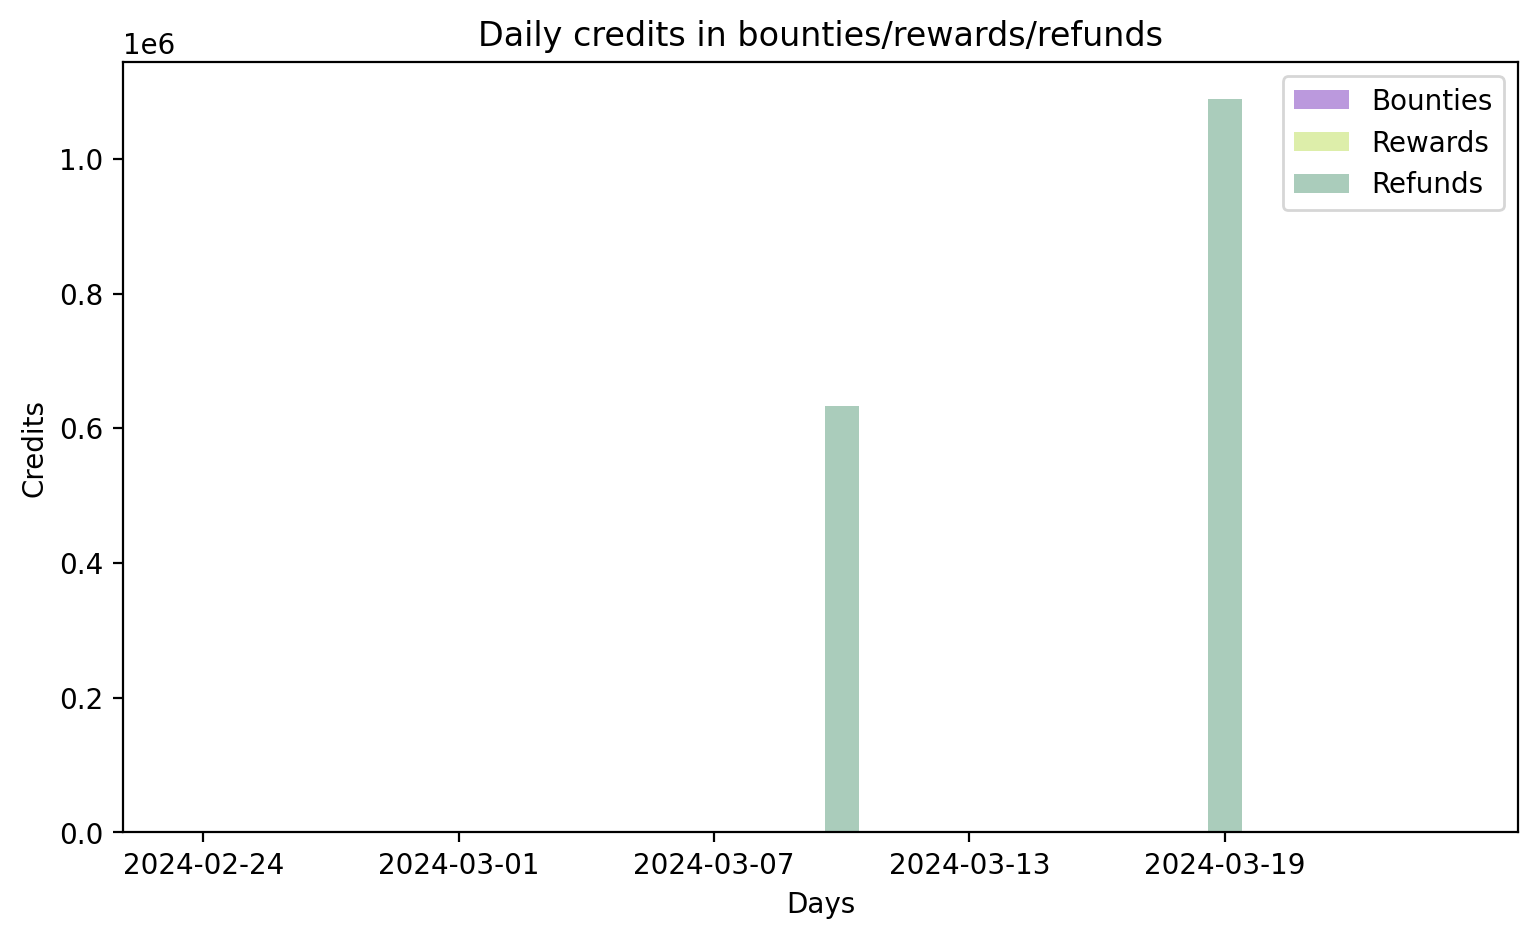 Daily credits in bounties/rewards/refunds
1e6
Bounties
Rewards
Refunds
1.0
0.8
0.6
0.4
0.2
0.0
Credits
2024-02-24 2024-03-01 2024-03-07 2024-03-13 2024-03-19
Days